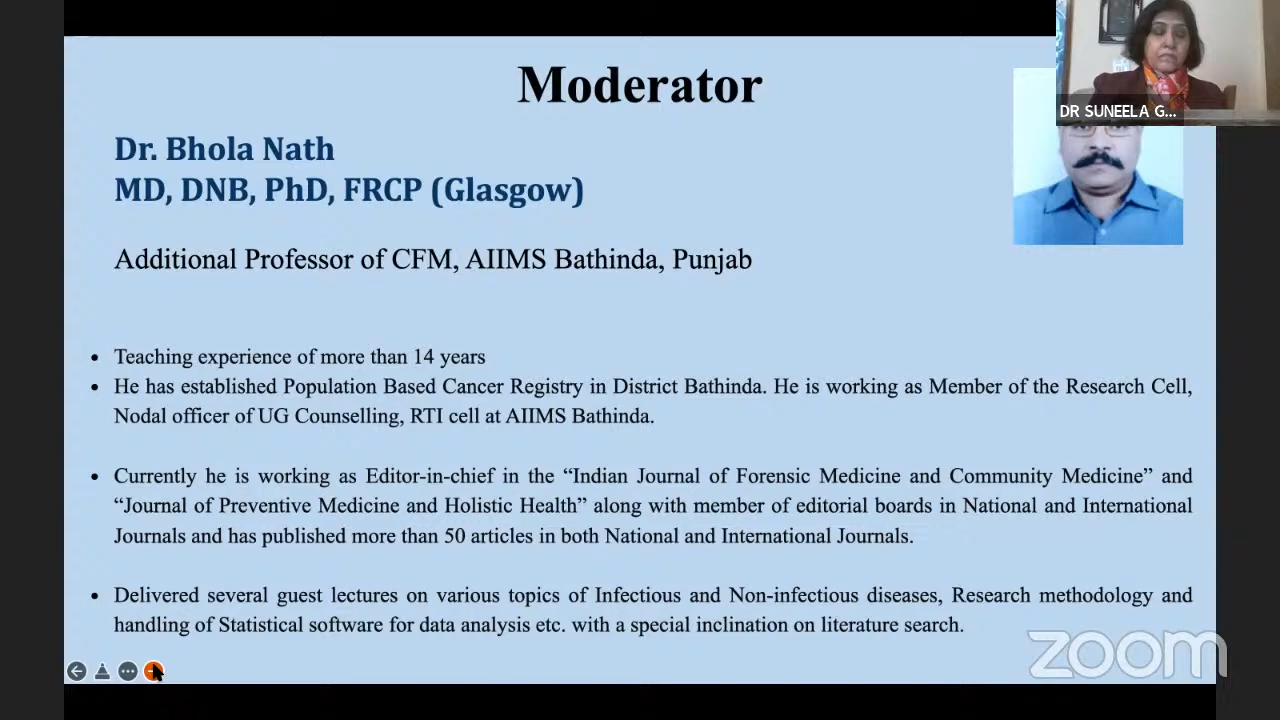 Moderator
DR SUNEELA G...
Dr. Bhola Nath
MD, DNB, PhD, FRCP (Glasgow)
Additional Professor of CFM, AIIMS Bathinda, Punjab
• Teaching experience of more than 14 years
• He has established Population Based Cancer Registry in District Bathinda. He is working as Member of the Research Cell,
Nodal officer of UG Counselling, RTI cell at AIIMS Bathinda.
• Currently he is working as Editor-in-chief in the “Indian Journal of Forensic Medicine and Community Medicine” and
“Journal of Preventive Medicine and Holistic Health” along with member of editorial boards in National and International
Journals and has published more than 50 articles in both National and International Journals.
• Delivered several guest lectures on various topics of Infectious and Non-infectious diseases, Research methodology and
handling of Statistical software for data analysis etc. with a special inclination on literature search.
zoom